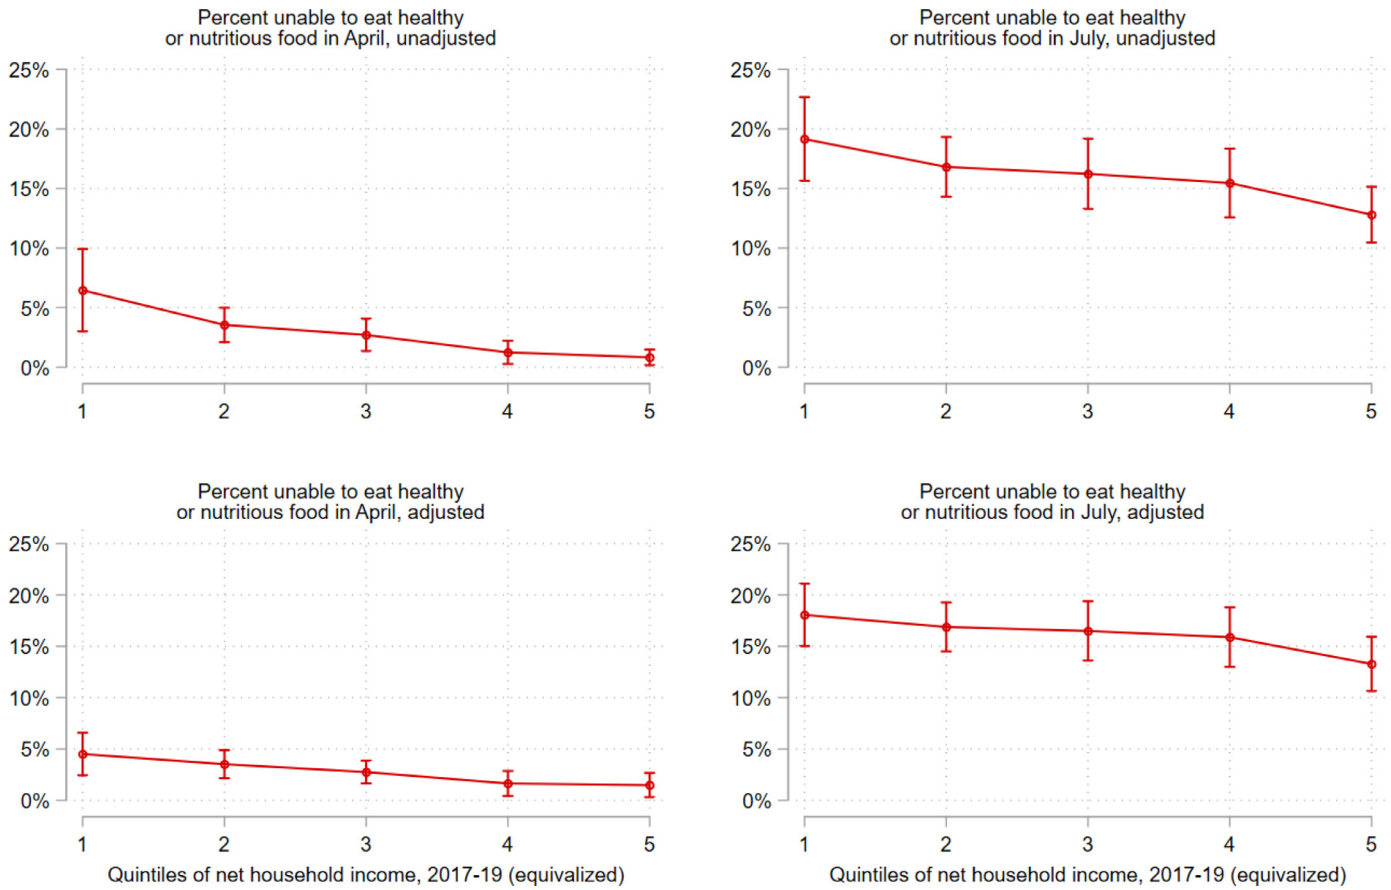 Percent unable to eat healthy
or nutritious food in April, unadjusted
25%
20%
15%
10%
5%
0%
1 2 3 4 5
Percent unable to eat healthy
or nutritious food in July, unadjusted
25%
20%
15%
10%
5%
0%
1 2 3 4 5
Percent unable to eat healthy
or nutritious food in April, adjusted
25%
20%
15%
10%
5%
0%
1 2 3 4 5
Quintiles of net household income, 2017-19 (equivalized)
Percent unable to eat healthy
or nutritious food in July, adjusted
25%
20%
15%
10%
5%
0%
1 2 3 4 5
Quintiles of net household income, 2017-19 (equivalized)